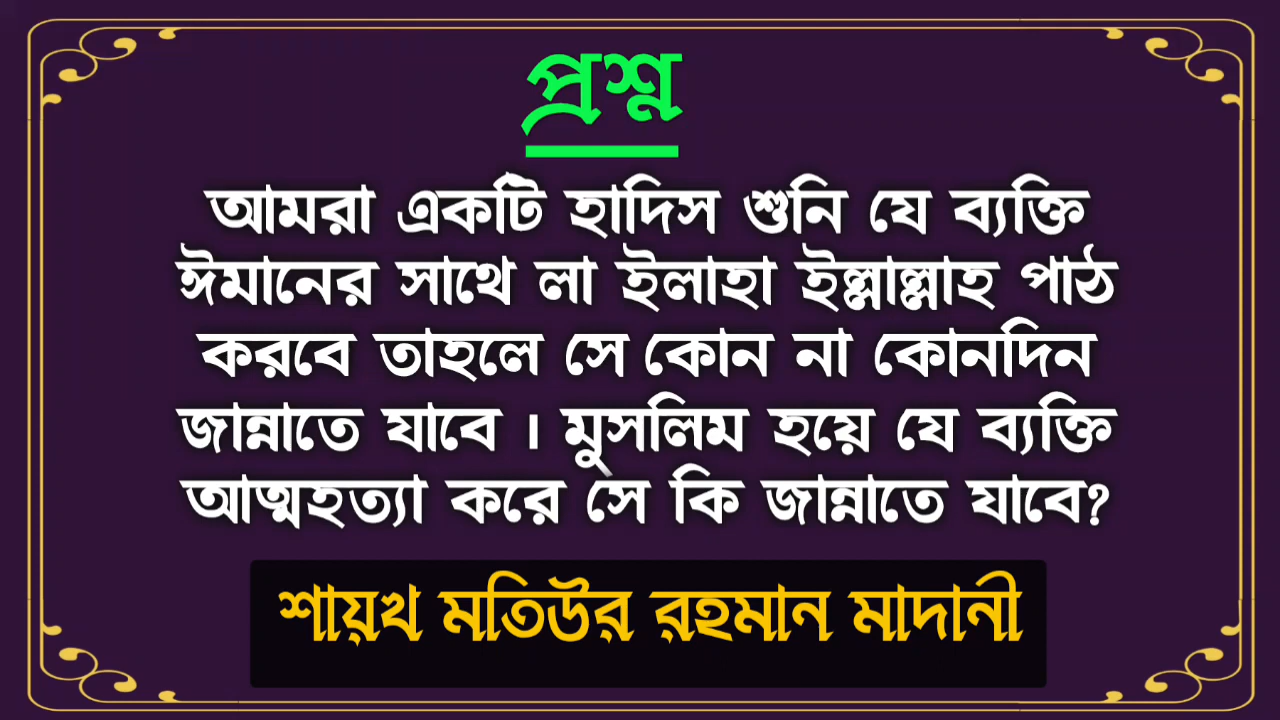 প্রশ্ন
আমরা একটি হাদিস শুনি যে ব্যক্তি
ঈমানের সাথে লা ইলাহা ইল্লাল্লাহ পাঠ
করবে তাহলে সে কোন না কোনদিন
জান্নাতে যাবে । মুসলিম হয়ে যে ব্যক্তি
আত্মহত্যা করে সে কি জান্নাতে যাবে?
শায়খ মতিউর রহমান মাদানী